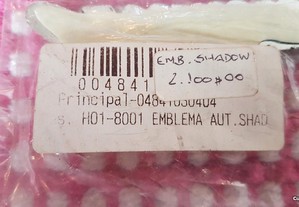 004841
EMB. SHADOW
2.100$00
Principal-04841030404
s. H01-8001 EMBLEMA AUT.SHAD